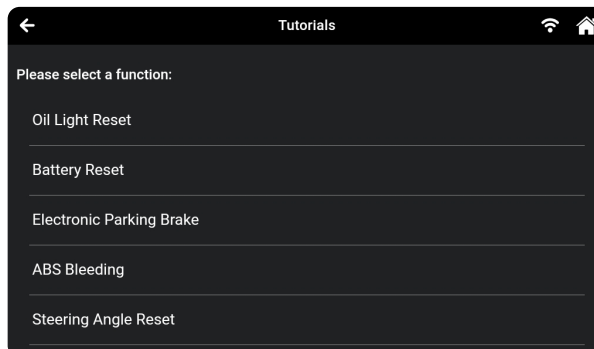 Tutorials
Please select a function:
Oil Light Reset
Battery Reset
Electronic Parking Brake
ABS Bleeding
Steering Angle Reset